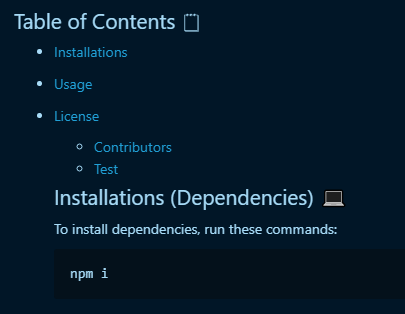 Table of Contents
Installations
Usage
License
Contributors
Test
Installations (Dependencies)
To install dependencies, run these commands:
npm i